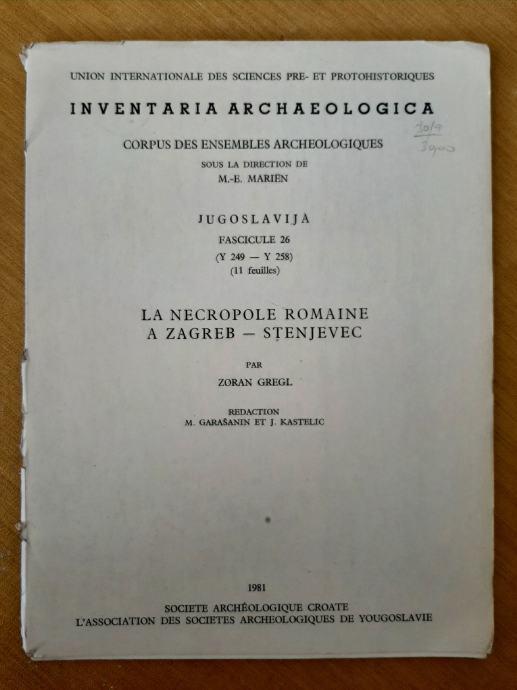 UNION INTERNATIONALE DES SCIENCES PRE- ET PROTOHISTORIQUES
INVENTARIA ARCHAEOLOGICA
CORPUS DES ENSEMBLES ARCHEOLOGIQUES
SOUS LA DIRECTION DE
M.-E. MARIËN
JUGOSLAVIJA
FASCICULE 26
(Y 249 — Y 258)
(11 feuilles)
LA NECROPOLE ROMAINE
A ZAGREB — STENJEVEC
PAR
ZORAN GREGL
REDACTION
M. GARAŠANIN ET J. KASTELIC
1981
SOCIETE ARCHÉOLOGIQUE CROATE
L'ASSOCIATION DES SOCIETES ARCHEOLOGIQUES DE YOUGOSLAVIE